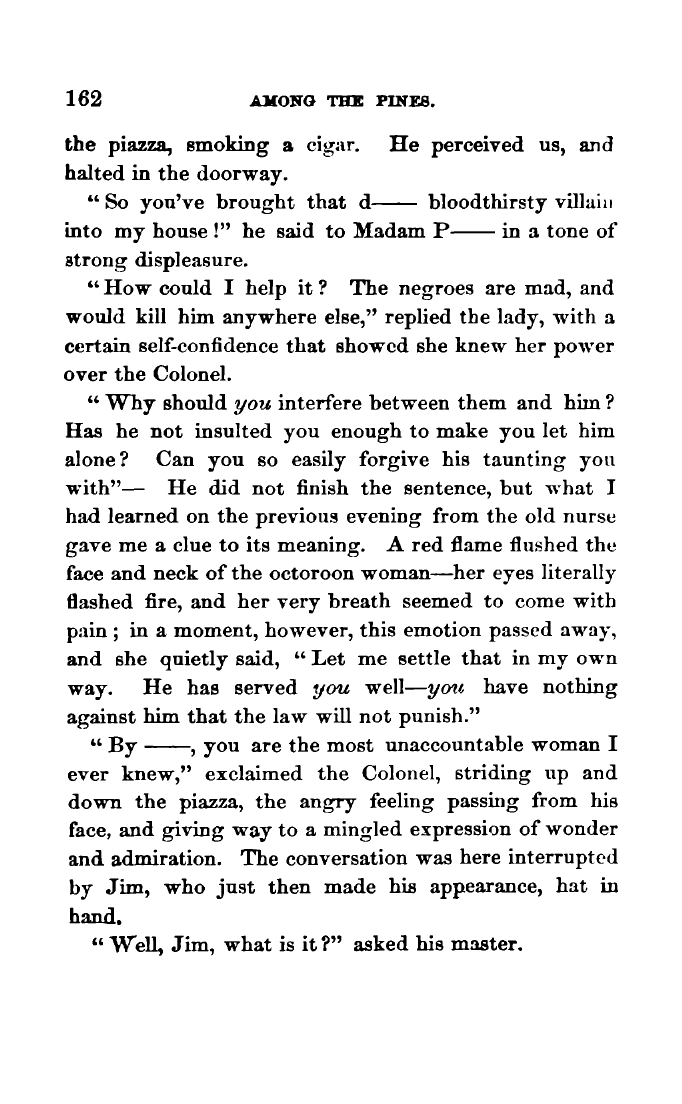 162 AMONG THE PINES.
the piazza, smoking a cigar. He perceived us, and
halted in the doorway.
“ So you’ve brought that d—— bloodthirsty villain
into my house !” he said to Madam P—— in a tone of
strong displeasure.
“ How could I help it ? The negroes are mad, and
would kill him anywhere else,” replied the lady, with a
certain self-confidence that showed she knew her power
over the Colonel.
“ Why should you interfere between them and him ?
Has he not insulted you enough to make you let him
alone ? Can you so easily forgive his taunting you
with”— He did not finish the sentence, but what I
had learned on the previous evening from the old nurse
gave me a clue to its meaning. A red flame flushed the
face and neck of the octoroon woman—her eyes literally
flashed fire, and her very breath seemed to come with
pain ; in a moment, however, this emotion passed away,
and she quietly said, “ Let me settle that in my own
way. He has served you well—you have nothing
against him that the law will not punish.”
“ By ——, you are the most unaccountable woman I
ever knew,” exclaimed the Colonel, striding up and
down the piazza, the angry feeling passing from his
face, and giving way to a mingled expression of wonder
and admiration. The conversation was here interrupted
by Jim, who just then made his appearance, hat in
hand.
“ Well, Jim, what is it ?” asked his master.